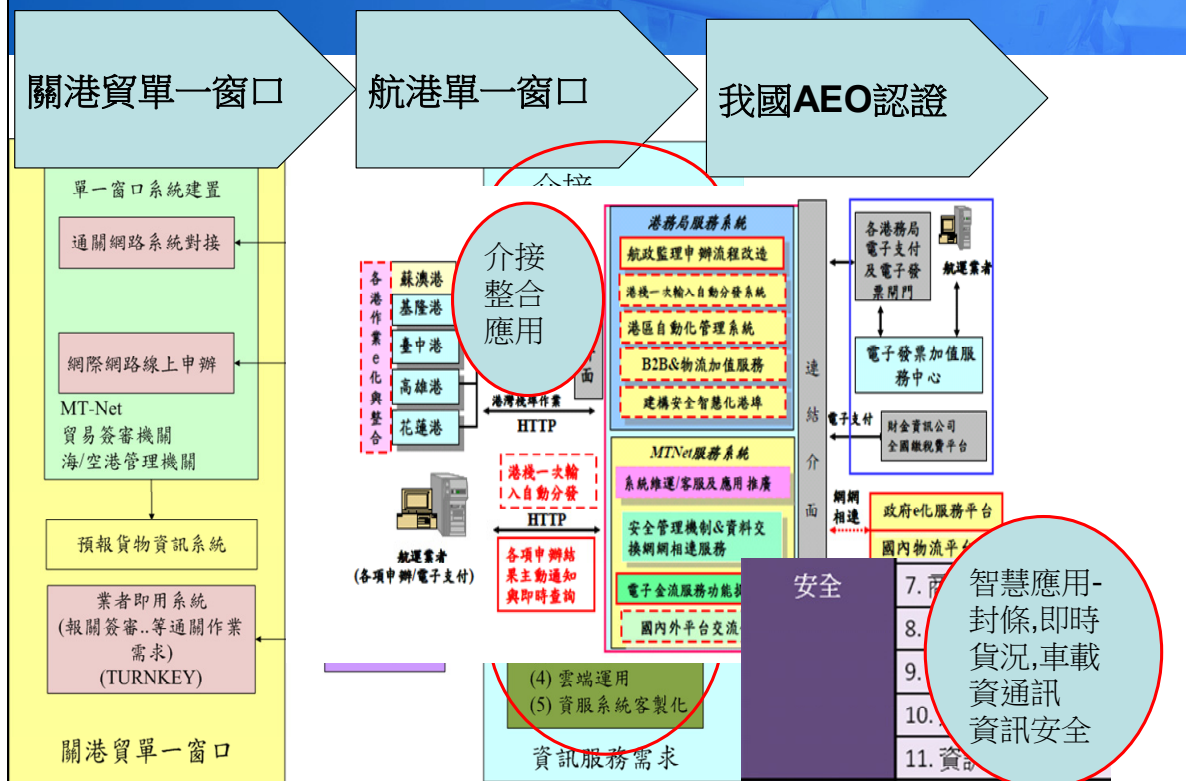 關港貿單一窗口
航港單一窗口
我國AEO認證
單一窗口系統建置
通關網路系統對接
網際網路線上申辦
MT-Net
貿易簽審機關
海/空港管理機關
預報貨物資訊系統
業者即用系統
(報關簽審..等通關作業
需求)
(TURNKEY)
關港貿單一窗口
介接
介接
整合
應用
各港作業e化與整合
蘇澳港
基隆港
臺中港
高雄港
花蓮港
面
港灣棧埠作業
HTTP
港棧一次輸
入自動分發
HTTP
各項申辦結
果主動通知
與即時查詢
航運業者
(各項申辦/電子支付)
港務局服務系統
航政監理申辦流程改造
港棧一次輸入自動分發系統
港區自動化管理系統
B2B&物流加值服務
建構安全智慧化港埠
MTNet服務系統
系統維運/客服及應用推廣
安全管理機制&資料交
換網網相連服務
電子金流服務功能
國內外平台交流
連結介面
各港務局
電子支付
及電子發
票閘門
航運業者
電子發票加值服
務中心
電子支付
財金資訊公司
全國繳稅費平台
網網
相連
政府e化服務平台
國內物流平
(4) 雲端運用
(5) 資服系統客製化
資訊服務需求
安全
7.
8.
9.
10.
11. 資
智慧應用-
封條,即時
貨況,車載
資通訊
資訊安全